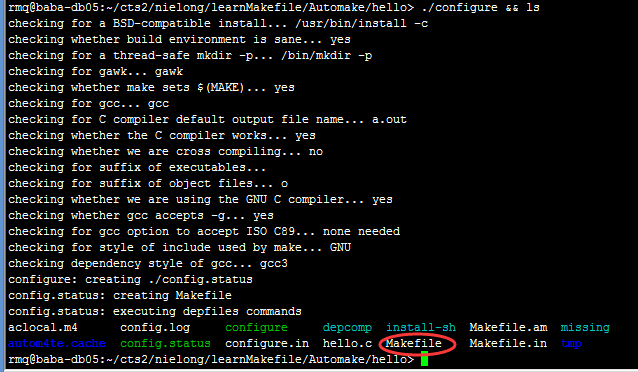 rmq@baba-db05:~/cts2/nielong/learnMakefile/Automake/hello> ./configure && ls
checking for a BSD-compatible install... /usr/bin/install -c
checking whether build environment is sane... yes
checking for a thread-safe mkdir -p... /bin/mkdir -p
checking for gawk... gawk
checking whether make sets $(MAKE)... yes
checking for gcc... gcc
checking for C compiler default output file name... a.out
checking whether the C compiler works... yes
checking whether we are cross compiling... no
checking for suffix of executables...
checking for suffix of object files... o
checking whether we are using the GNU C compiler... yes
checking whether gcc accepts -g... yes
checking for gcc option to accept ISO C89... none needed
checking for style of include used by make... GNU
checking dependency style of gcc... gcc3
configure: creating ./config.status
config.status: creating Makefile
config.status: executing depfiles commands
aclocal.m4 config.log configure depcomp install-sh Makefile.am missing
autom4te.cache config.status configure.in hello.c Makefile Makefile.in tmp
rmq@baba-db05:~/cts2/nielong/learnMakefile/Automake/hello>